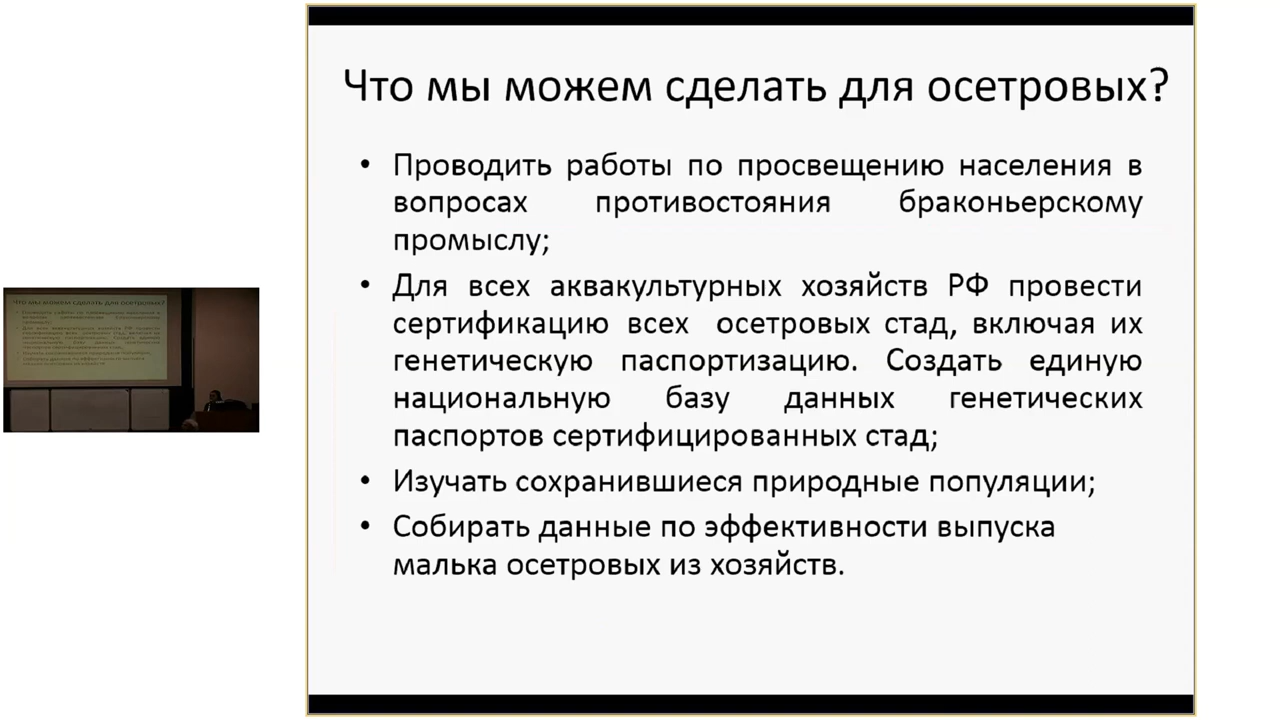 Что мы можем сделать для осетровых?
• Проводить работы по просвещению населения в
вопросах противостояния браконьерскому
промыслу;
• Для всех аквакультурных хозяйств РФ провести
сертификацию всех осетровых стад, включая их
генетическую паспортизацию. Создать единую
национальную базу данных генетических
паспортов сертифицированных стад;
• Изучать сохранившиеся природные популяции;
• Собирать данные по эффективности выпуска
малька осетровых из хозяйств.